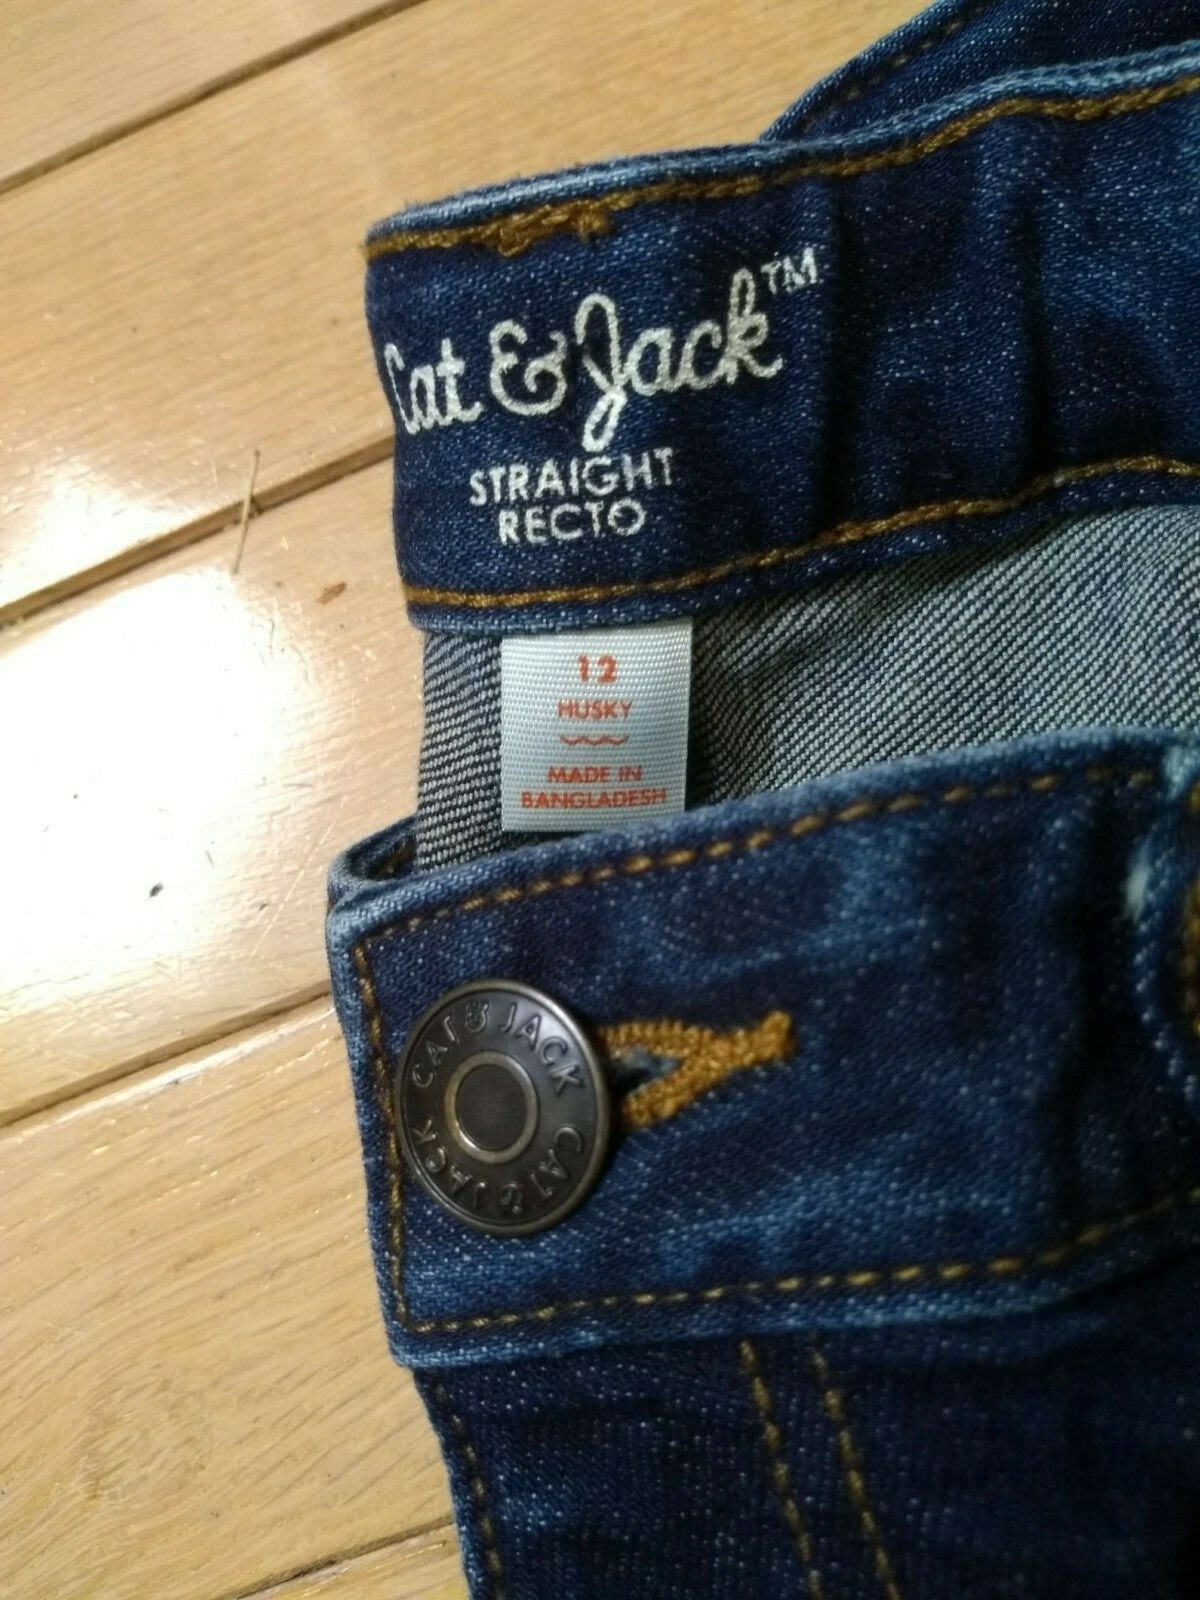 Cat & Jack™
STRAIGHT
RECTO
12
HUSKY
MADE IN
BANGLADESH
CAT & JACK CAT & JACK